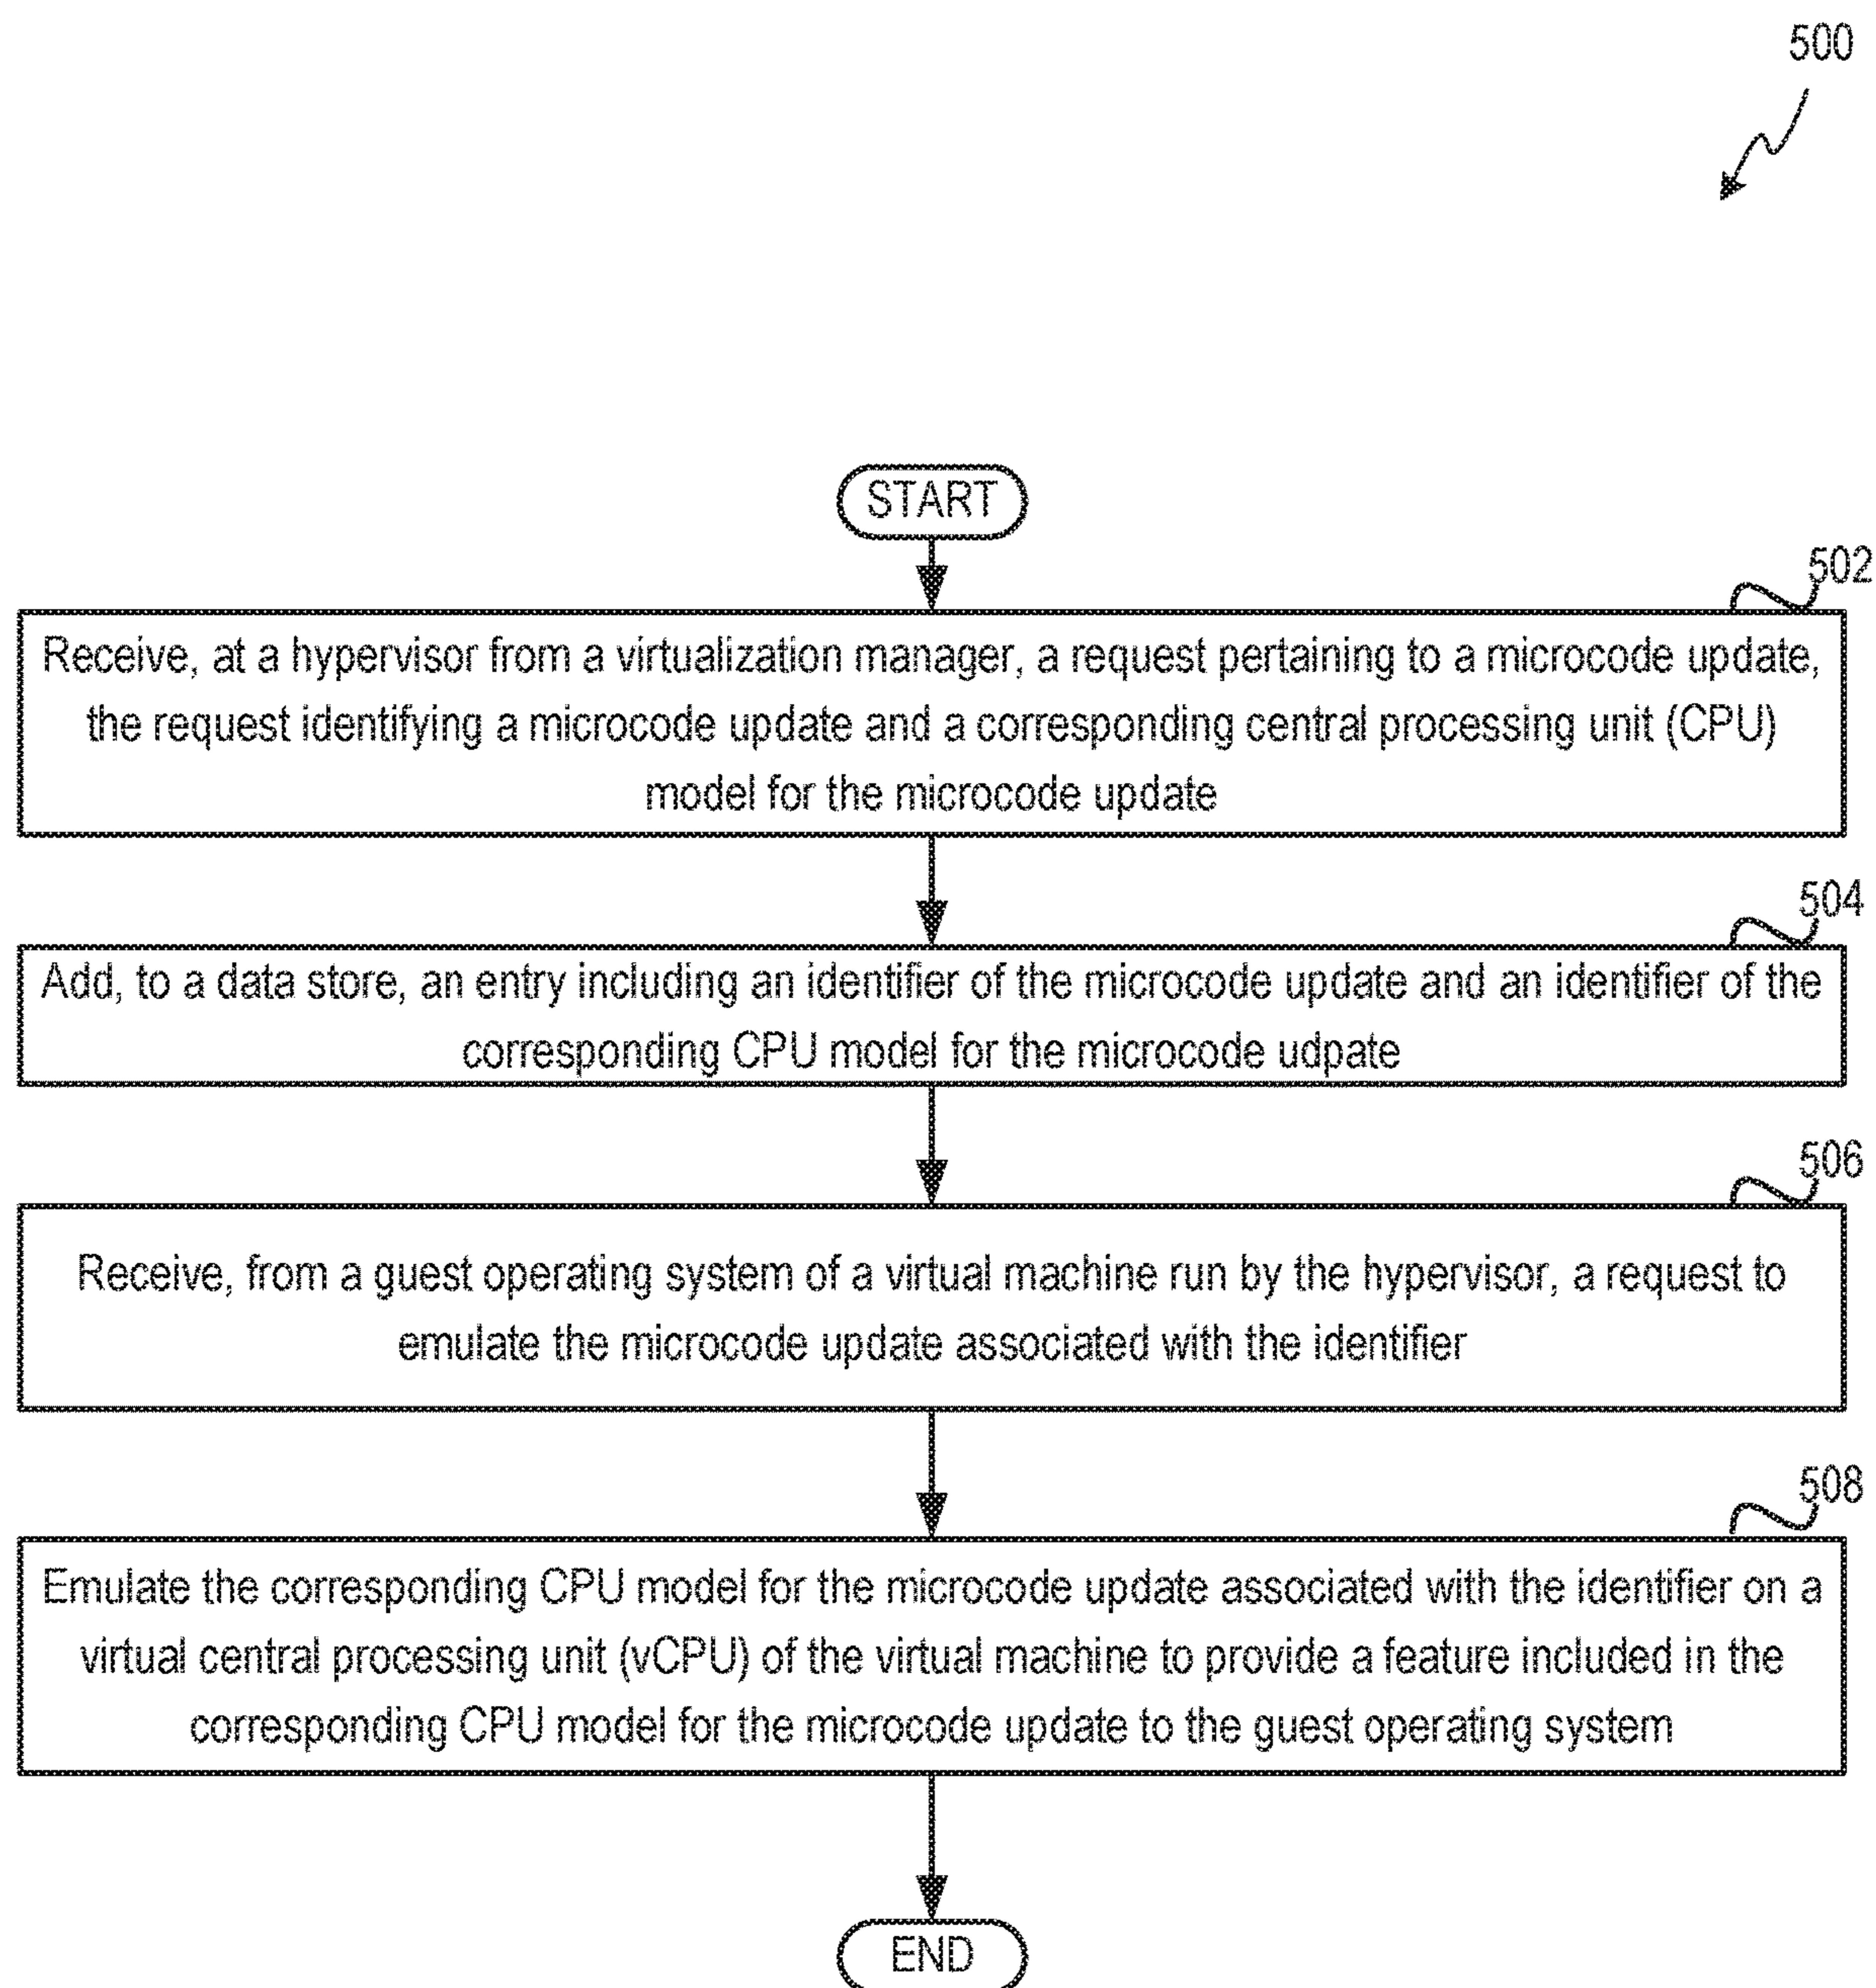 500
START
502
Receive, at a hypervisor from a virtualization manager, a request pertaining to a microcode update,
the request identifying a microcode update and a corresponding central processing unit (CPU)
model for the microcode update
504
Add, to a data store, an entry including an identifier of the microcode update and an identifier of the
corresponding CPU model for the microcode udpate
506
Receive, from a guest operating system of a virtual machine run by the hypervisor, a request to
emulate the microcode update associated with the identifier
508
Emulate the corresponding CPU model for the microcode update associated with the identifier on a
virtual central processing unit (vCPU) of the virtual machine to provide a feature included in the
corresponding CPU model for the microcode update to the guest operating system
END